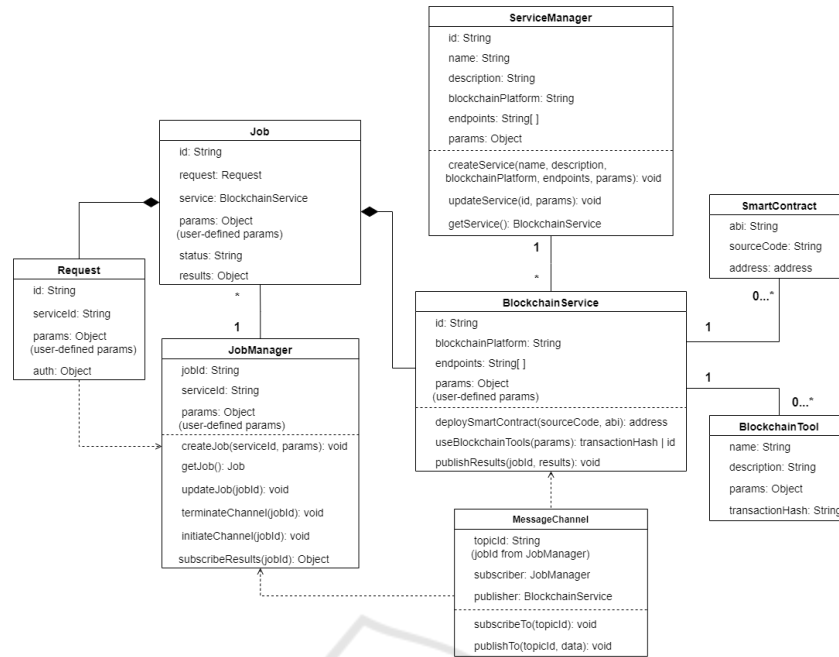 ServiceManager
id: String
name: String
description: String
blockchainPlatform: String
endpoints: String[ ]
params: Object
createService(name, description,
blockchainPlatform, endpoints, params): void
updateService(id, params): void
getService(): BlockchainService
1
*
Job
id: String
request: Request
service: BlockchainService
params: Object
(user-defined params)
status: String
results: Object
*
1
Request
id: String
serviceId: String
params: Object
(user-defined params)
auth: Object
JobManager
jobId: String
serviceId: String
params: Object
(user-defined params)
createJob(serviceId, params): void
getJob(): Job
updateJob(jobId): void
terminateChannel(jobId): void
initiateChannel(jobId): void
subscribeResults(jobId): Object
BlockchainService
id: String
blockchainPlatform: String
endpoints: String[ ]
params: Object
(user-defined params)
deploySmartContract(sourceCode, abi): address
useBlockchainTools(params): transactionHash | id
publishResults(jobId, results): void
SmartContract
abi: String
sourceCode: String
address: address
0...*
1
1
0...*
BlockchainTool
name: String
description: String
params: Object
transactionHash: String
MessageChannel
topicId: String
(jobId from JobManager)
subscriber: JobManager
publisher: BlockchainService
subscribeTo(topicId): void
publishTo(topicId, data): void